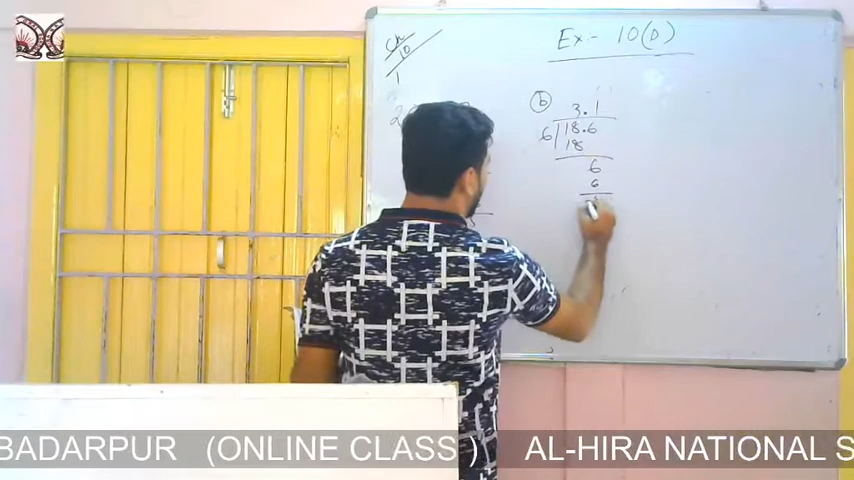 Ch
10
1
Ex:- 10(D)
(b)
3.1
6)18.6
18
6
6
BADARPUR (ONLINE CLASS) AL-HIRA NATIONAL S